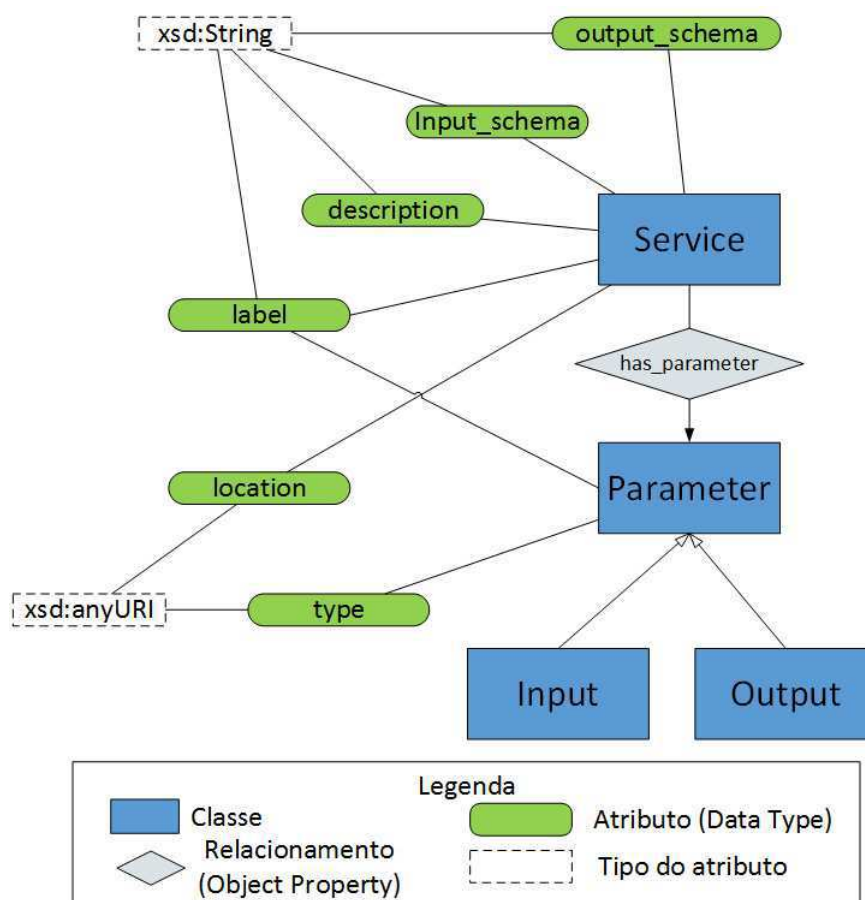 xsd:String
output_schema
Input_schema
description
Service
label
has_parameter
location
Parameter
xsd:anyURI
type
Input
Output
Legenda
Classe
Atributo (Data Type)
Relacionamento
(Object Property)
Tipo do atributo